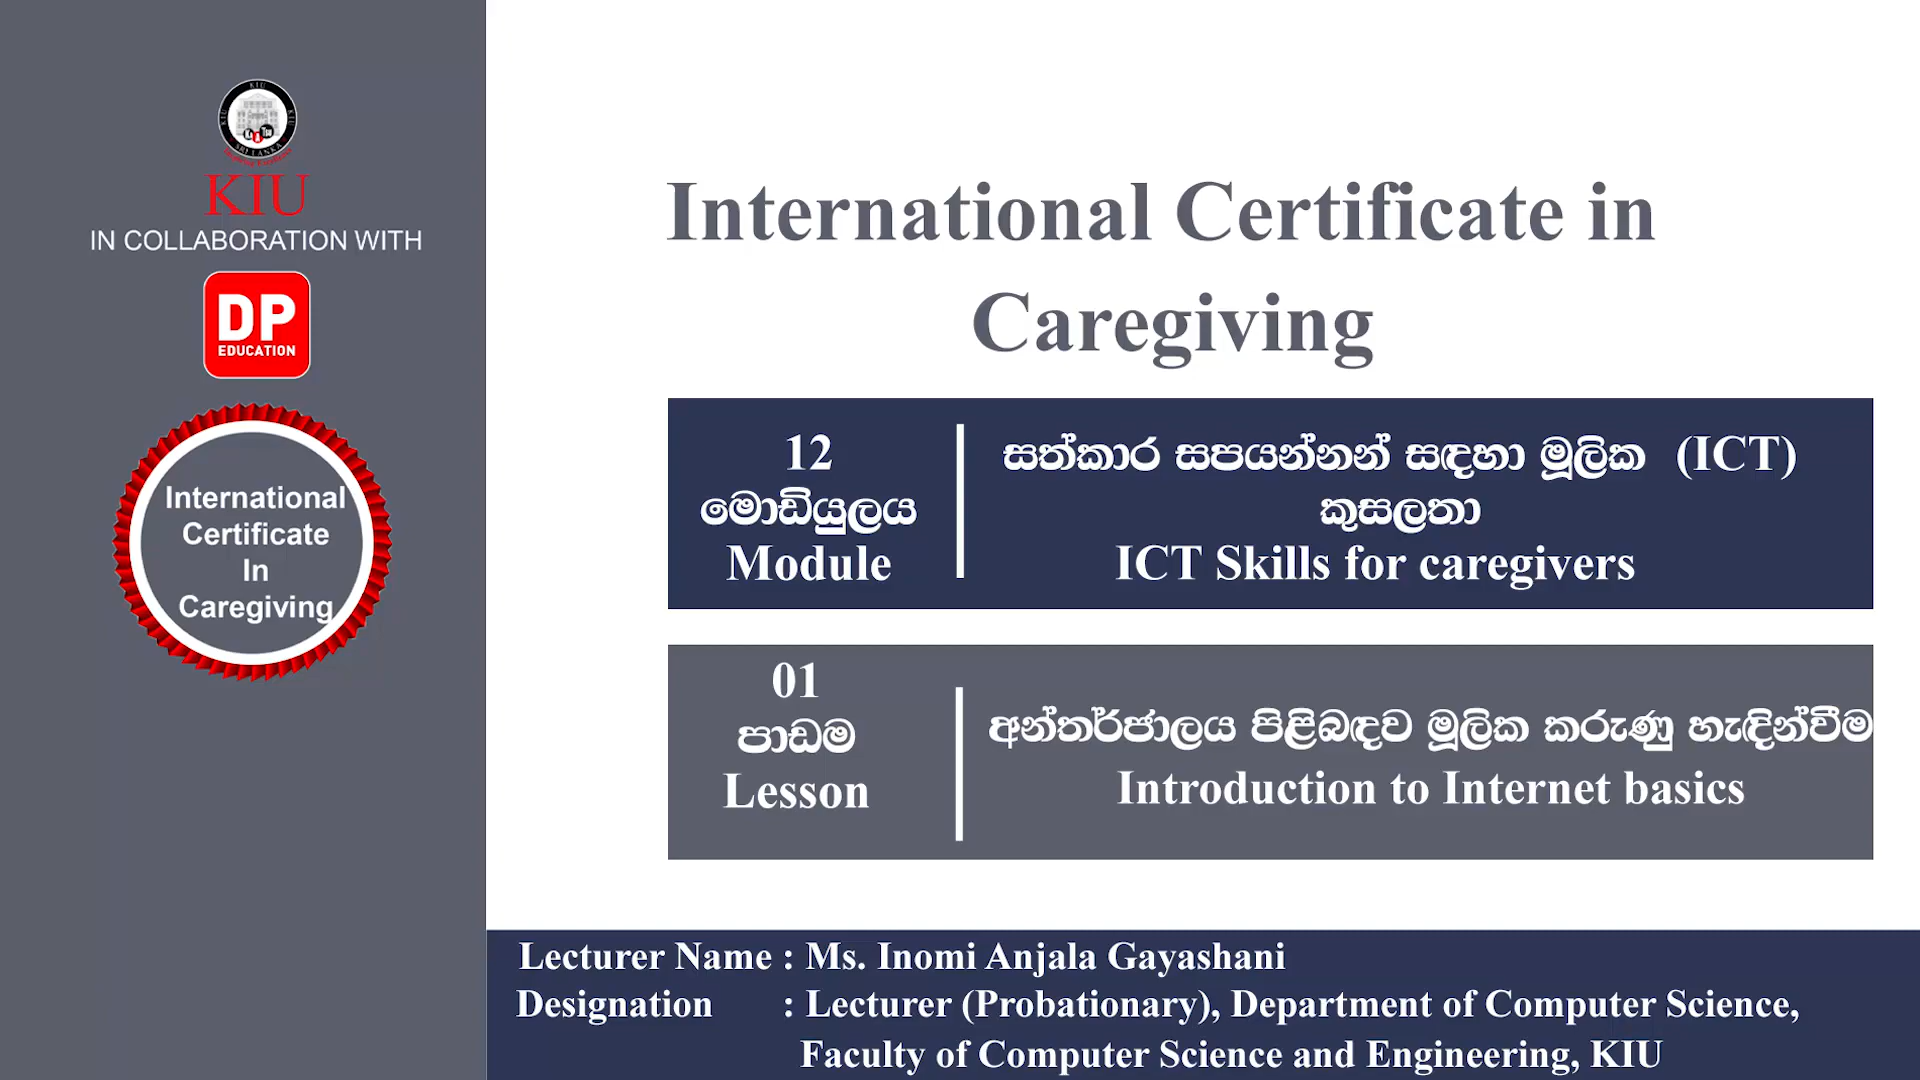 KIU
SRI LANKA
KIU
IN COLLABORATION WITH
DP
EDUCATION
International
Certificate
In
Caregiving
International Certificate in
Caregiving
12
මොඩියුලය
Module
සත්කාර සපයන්නන් සඳහා මූලික (ICT)
කුසලතා
ICT Skills for caregivers
01
පාඩම
Lesson
අන්තර්ජාලය පිළිබඳව මූලික කරුණු හැඳින්වීම
Introduction to Internet basics
Lecturer Name : Ms. Inomi Anjala Gayashani
Designation : Lecturer (Probationary), Department of Computer Science,
Faculty of Computer Science and Engineering, KIU